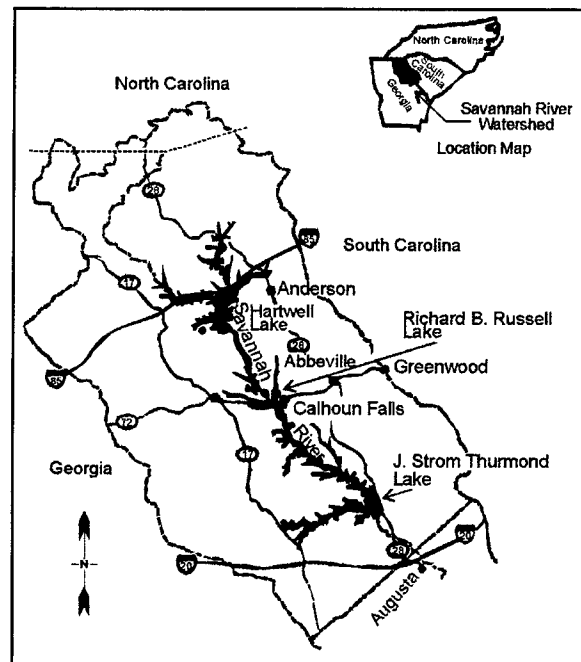 North Carolina
South
Carolina
Georgia
Savannah River
Watershed
Location Map
North Carolina
28
85
South Carolina
17
Anderson
Hartwell
Lake
Savannah
River
Richard B. Russell
Lake
28
Abbeville
Greenwood
85
Calhoun Falls
72
Georgia
17
J. Strom Thurmond
Lake
N
20
28
20
Augusta